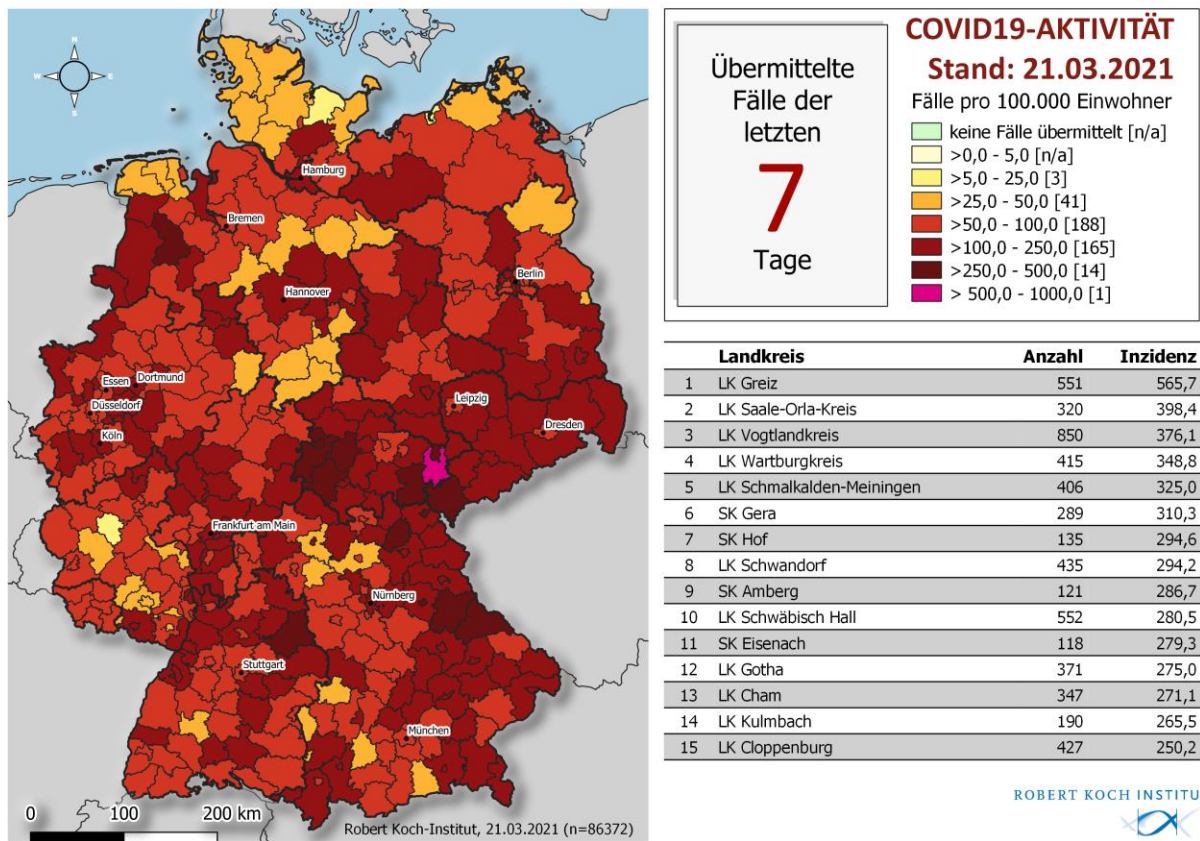 N
W
E
S
Hamburg
Bremen
Berlin
Hannover
Essen
Dortmund
Düsseldorf
Köln
Leipzig
Dresden
Frankfurt am Main
Nürnberg
Stuttgart
München
0 100 200 km
Robert Koch-Institut, 21.03.2021 (n=86372)
Übermittelte
Fälle der
letzten
7
Tage
COVID19-AKTIVITÄT
Stand: 21.03.2021
Fälle pro 100.000 Einwohner
keine Fälle übermittelt [n/a]
>0,0 - 5,0 [n/a]
>5,0 - 25,0 [3]
>25,0 - 50,0 [41]
>50,0 - 100,0 [188]
>100,0 - 250,0 [165]
>250,0 - 500,0 [14]
> 500,0 - 1000,0 [1]
Landkreis Anzahl Inzidenz
1 LK Greiz 551 565,7
2 LK Saale-Orla-Kreis 320 398,4
3 LK Vogtlandkreis 850 376,1
4 LK Wartburgkreis 415 348,8
5 LK Schmalkalden-Meiningen 406 325,0
6 SK Gera 289 310,3
7 SK Hof 135 294,6
8 LK Schwandorf 435 294,2
9 SK Amberg 121 286,7
10 LK Schwäbisch Hall 552 280,5
11 SK Eisenach 118 279,3
12 LK Gotha 371 275,0
13 LK Cham 347 271,1
14 LK Kulmbach 190 265,5
15 LK Cloppenburg 427 250,2
ROBERT KOCH INSTITU